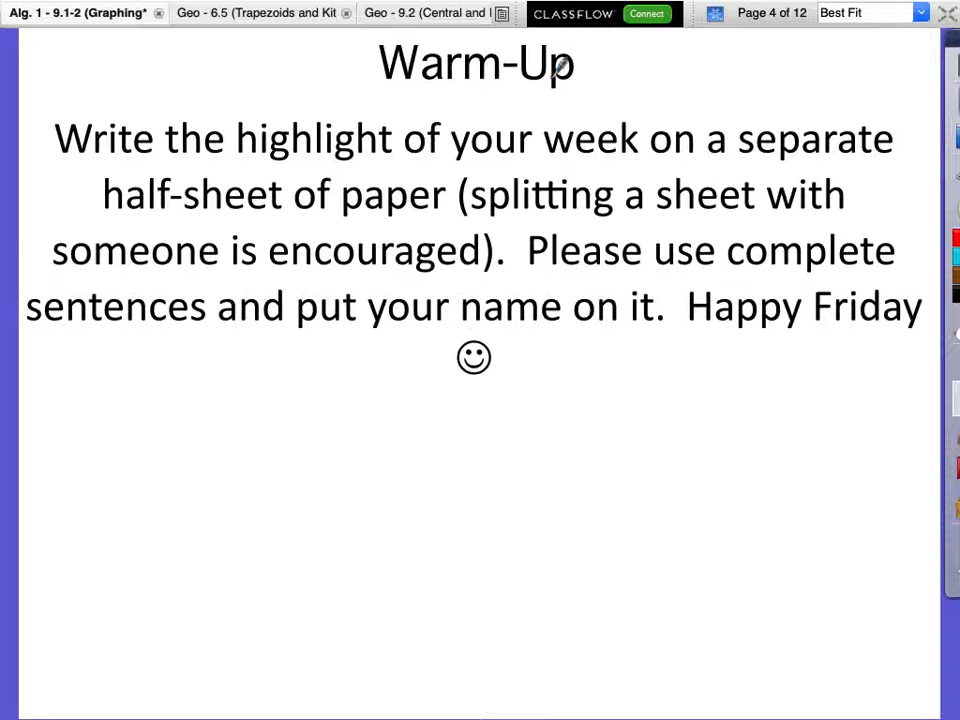 Alg. 1 - 9.1-2 (Graphing* Geo - 6.5 (Trapezoids and Kit Geo - 9.2 (Central and I CLASSFLOW Connect Page 4 of 12 Best Fit
Warm-Up
Write the highlight of your week on a separate
half-sheet of paper (splitting a sheet with
someone is encouraged). Please use complete
sentences and put your name on it. Happy Friday
☺